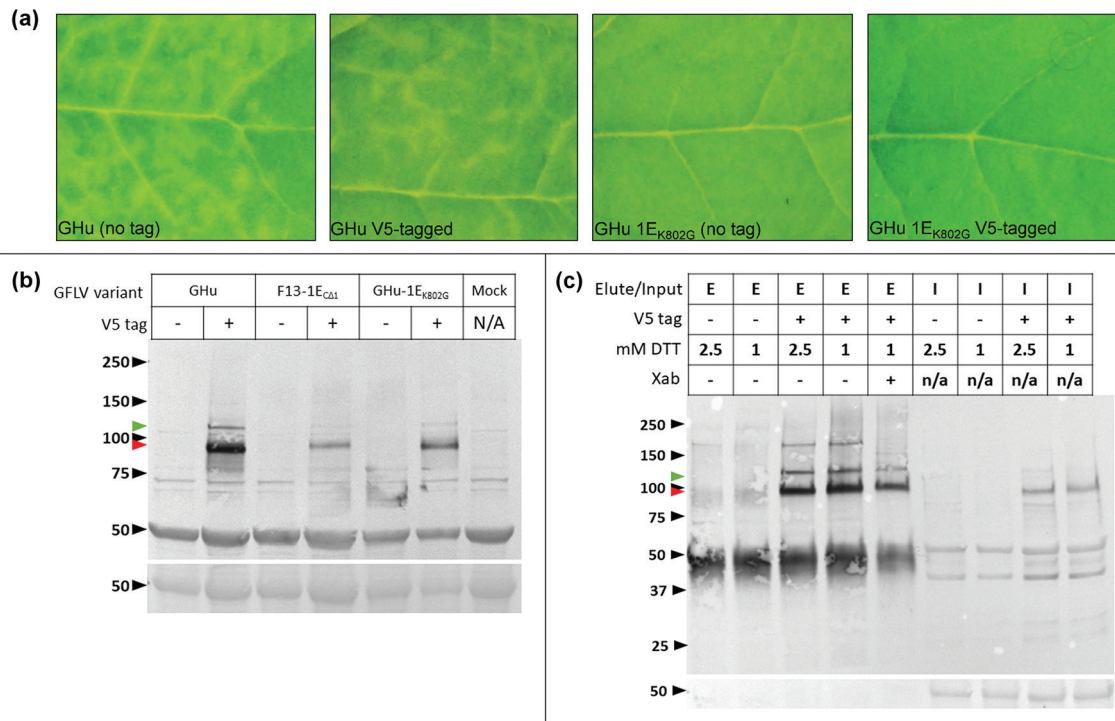 (a)
GHu (no tag)
GHu V5-tagged
GHu 1EK802G (no tag)
GHu 1EK802G V5-tagged
(b)
GFLV variant GHu F13-1ECΔ1 GHu-1EK802G Mock
V5 tag - + - + - + N/A
250
150
100
75
50
50
(c)
Elute/Input E E E E E I I I I
V5 tag - - + + + - - + +
mM DTT 2.5 1 2.5 1 1 2.5 1 2.5 1
Xab - - - - + n/a n/a n/a n/a
250
150
100
75
50
37
25
50